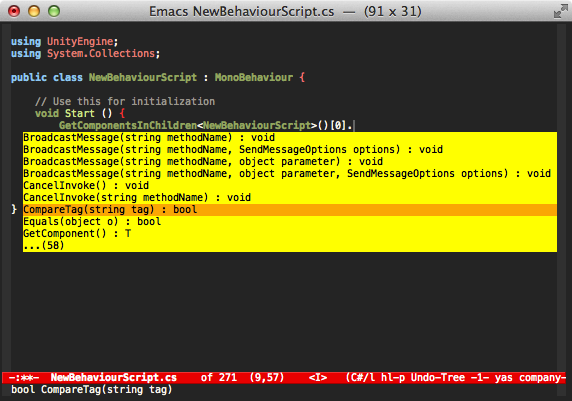 Emacs NewBehaviourScript.cs — (91 x 31)
using UnityEngine;
using System.Collections;
public class NewBehaviourScript : MonoBehaviour {
// Use this for initialization
void Start () {
GetComponentsInChildren<NewBehaviourScript>()[0].
BroadcastMessage(string methodName) : void
BroadcastMessage(string methodName, SendMessageOptions options) : void
BroadcastMessage(string methodName, object parameter) : void
BroadcastMessage(string methodName, object parameter, SendMessageOptions options) : void
CancelInvoke() : void
CancelInvoke(string methodName) : void
} CompareTag(string tag) : bool
Equals(object o) : bool
GetComponent() : T
...(58)
-:**- NewBehaviourScript.cs of 271 (9,57) <I> (C#/l hl-p Undo-Tree -1- yas company-
bool CompareTag(string tag)